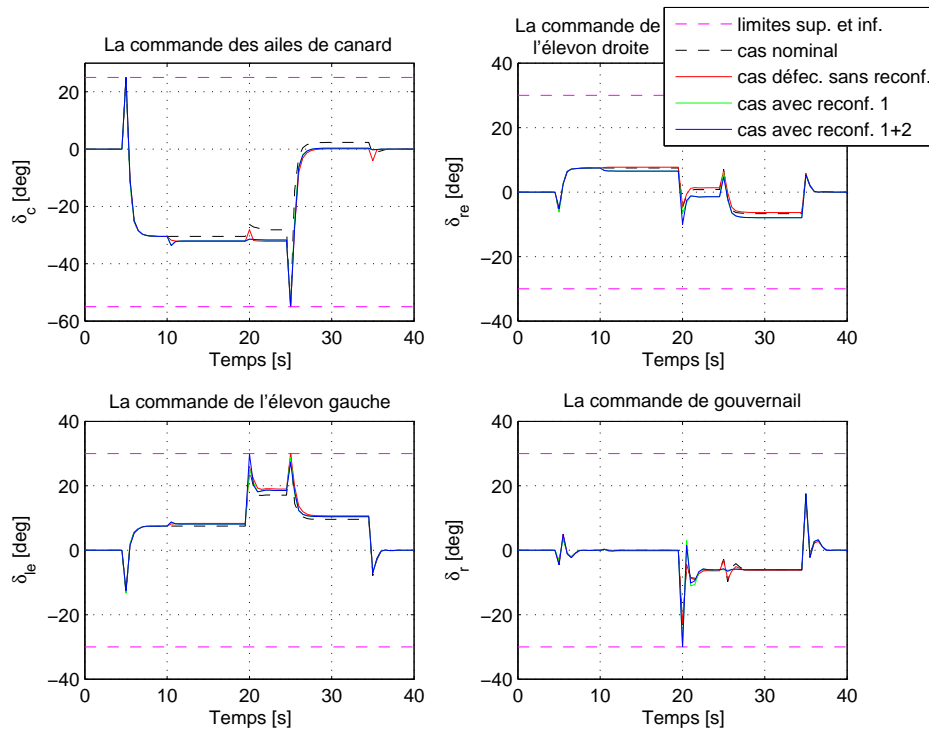 La commande des ailes de canard
20
0
−20
−40
−60
0
10
20
30
40
δc [deg]
Temps [s]
La commande de
l'élevon droite
40
20
0
−20
−40
0
10
20
30
40
δre [deg]
Temps [s]
limites sup. et inf.
cas nominal
cas défec. sans reconf.
cas avec reconf. 1
cas avec reconf. 1+2
La commande de l'élevon gauche
40
20
0
−20
−40
0
10
20
30
40
δle [deg]
Temps [s]
La commande de gouvernail
40
20
0
−20
−40
0
10
20
30
40
δr [deg]
Temps [s]